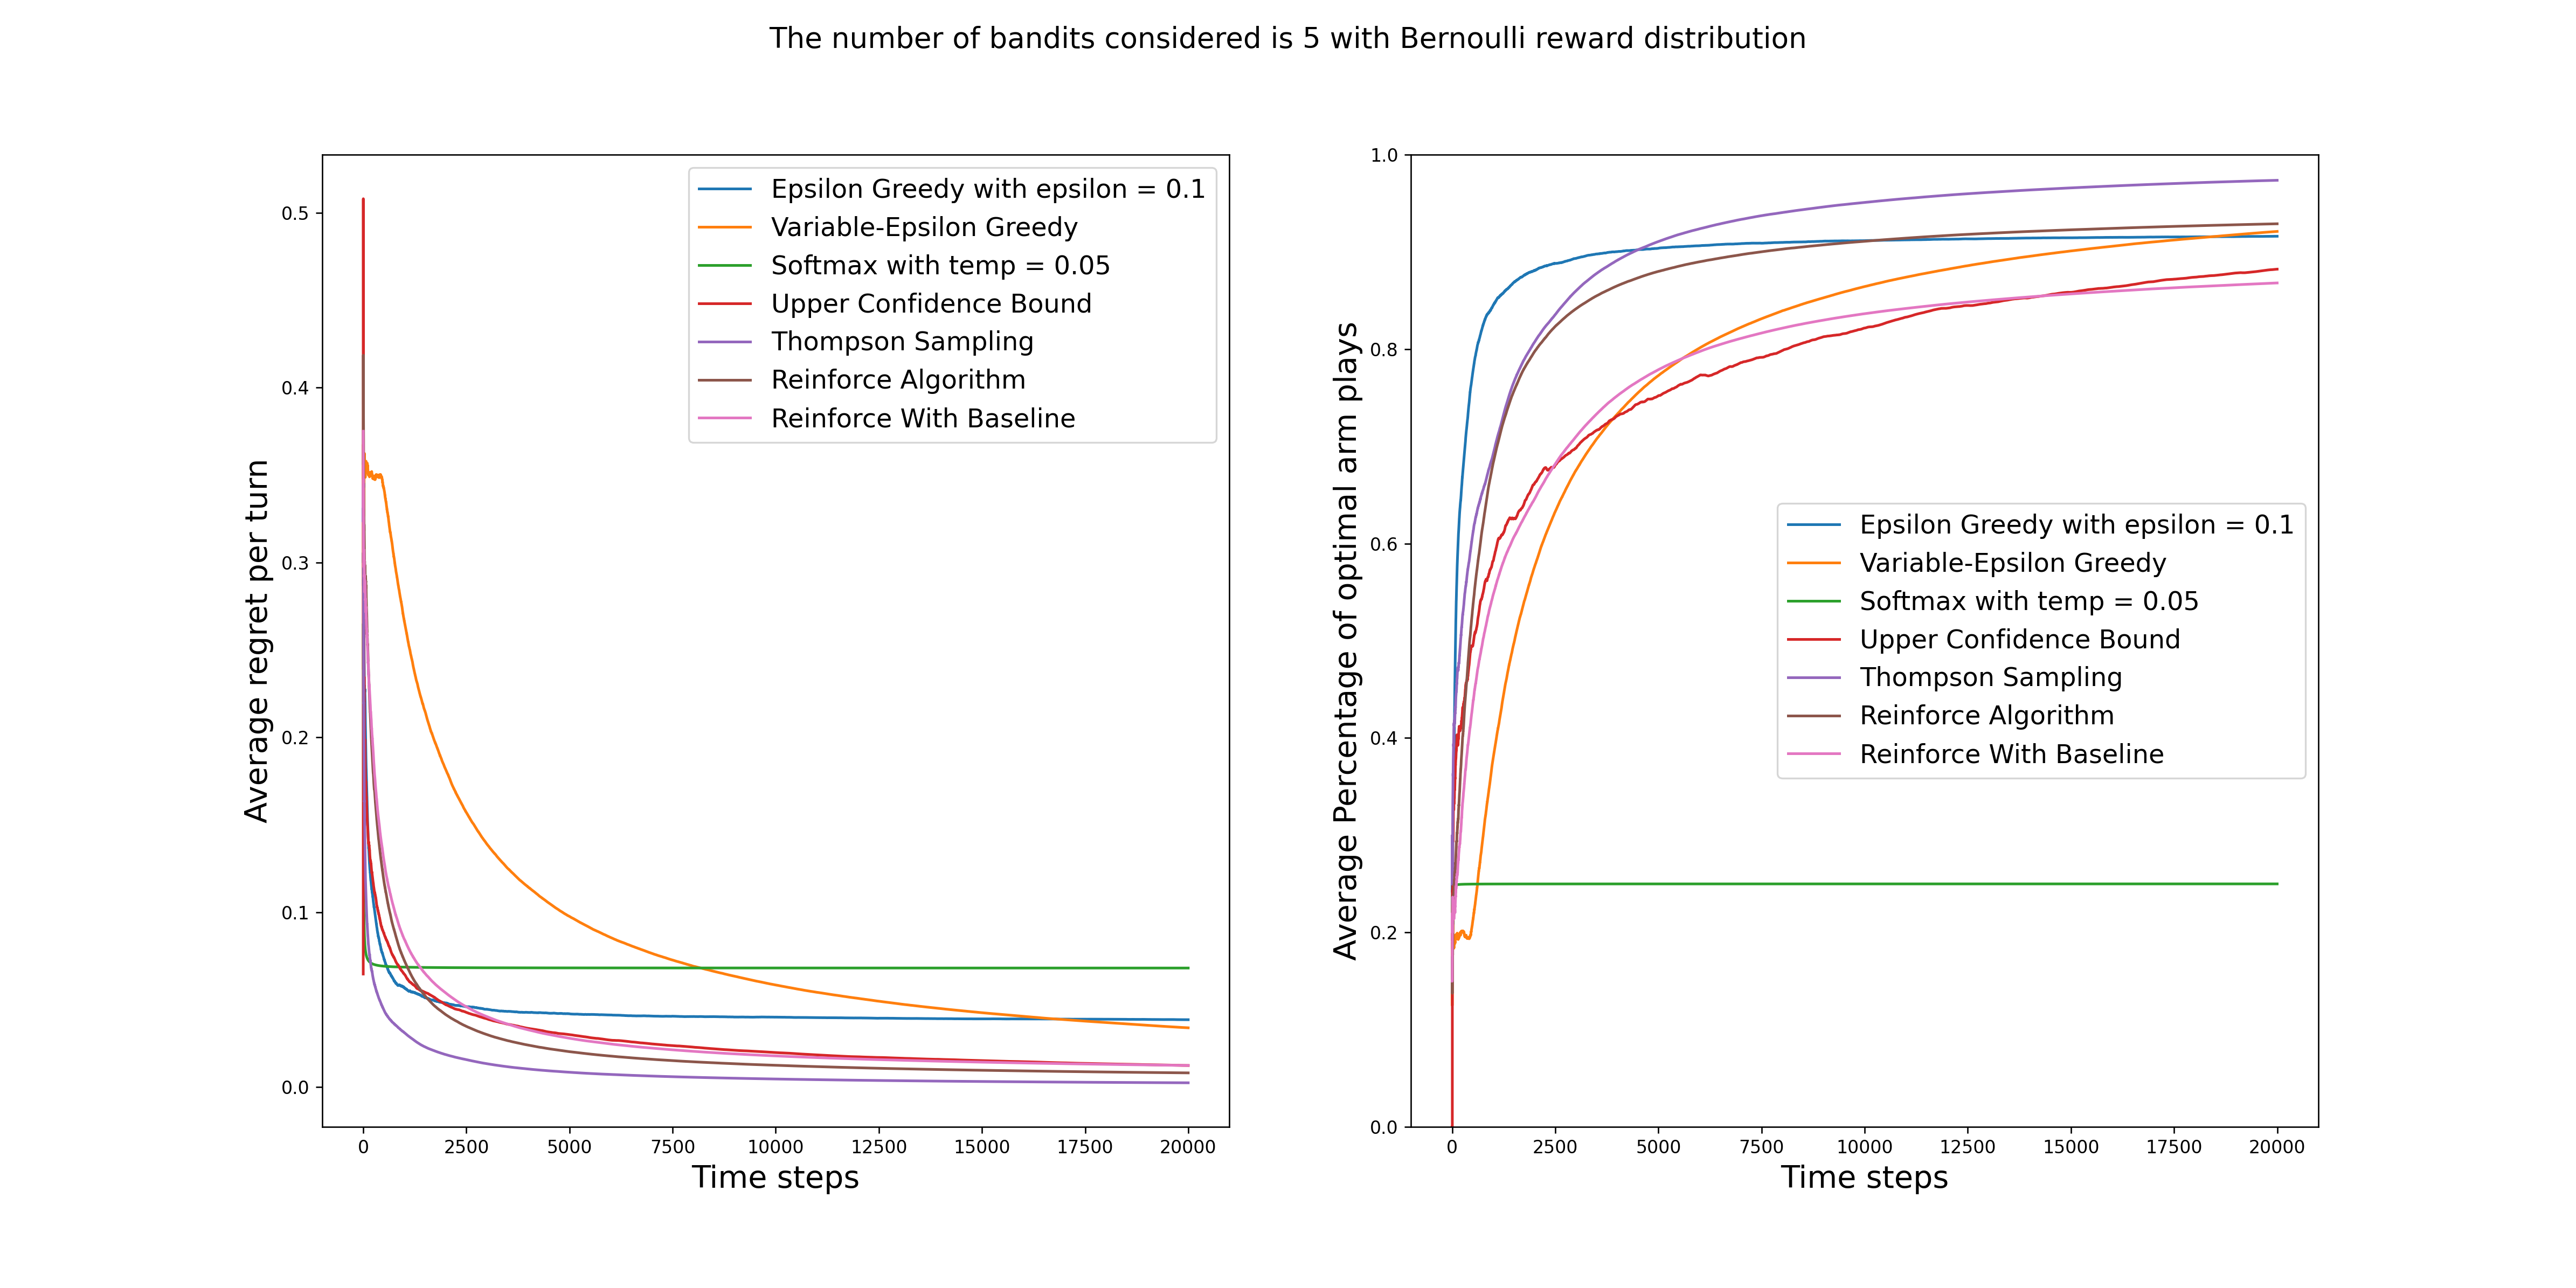 The number of bandits considered is 5 with Bernoulli reward distribution
Average regret per turn
0.5
0.4
0.3
0.2
0.1
0.0
Epsilon Greedy with epsilon = 0.1
Variable-Epsilon Greedy
Softmax with temp = 0.05
Upper Confidence Bound
Thompson Sampling
Reinforce Algorithm
Reinforce With Baseline
0 2500 5000 7500 10000 12500 15000 17500 20000
Time steps
Average Percentage of optimal arm plays
1.0
0.8
0.6
0.4
0.2
0.0
Epsilon Greedy with epsilon = 0.1
Variable-Epsilon Greedy
Softmax with temp = 0.05
Upper Confidence Bound
Thompson Sampling
Reinforce Algorithm
Reinforce With Baseline
0 2500 5000 7500 10000 12500 15000 17500 20000
Time steps